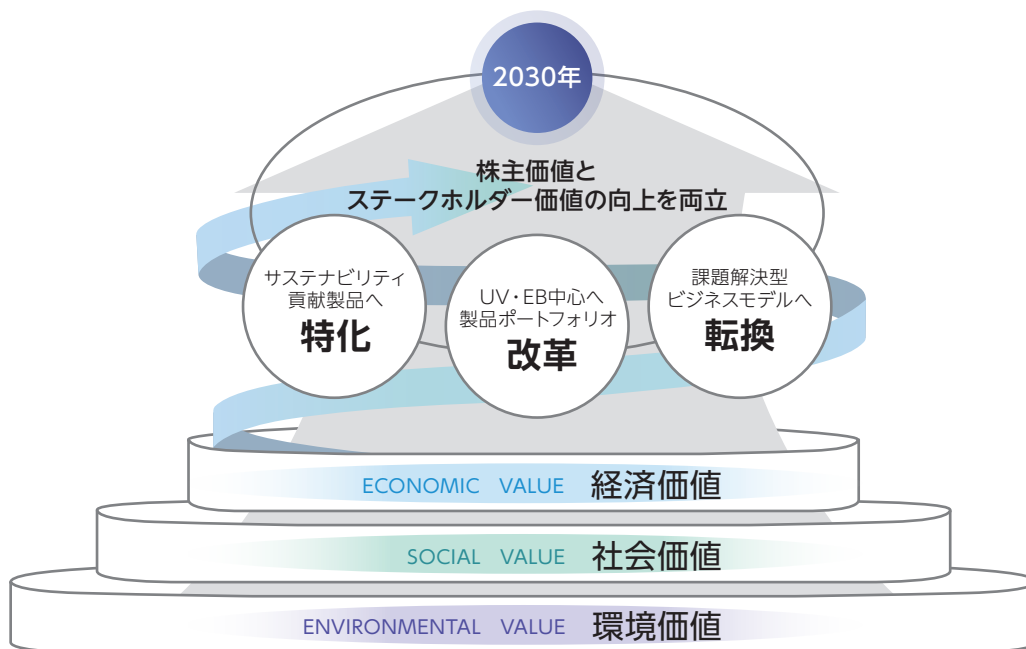 2030年
株主価値と
ステークホルダー価値の向上を両立
サステナビリティ
貢献製品へ
特化
UV・EB中心へ
製品ポートフォリオ
改革
課題解決型
ビジネスモデルへ
転換
ECONOMIC VALUE 経済価値
SOCIAL VALUE 社会価値
ENVIRONMENTAL VALUE 環境価値